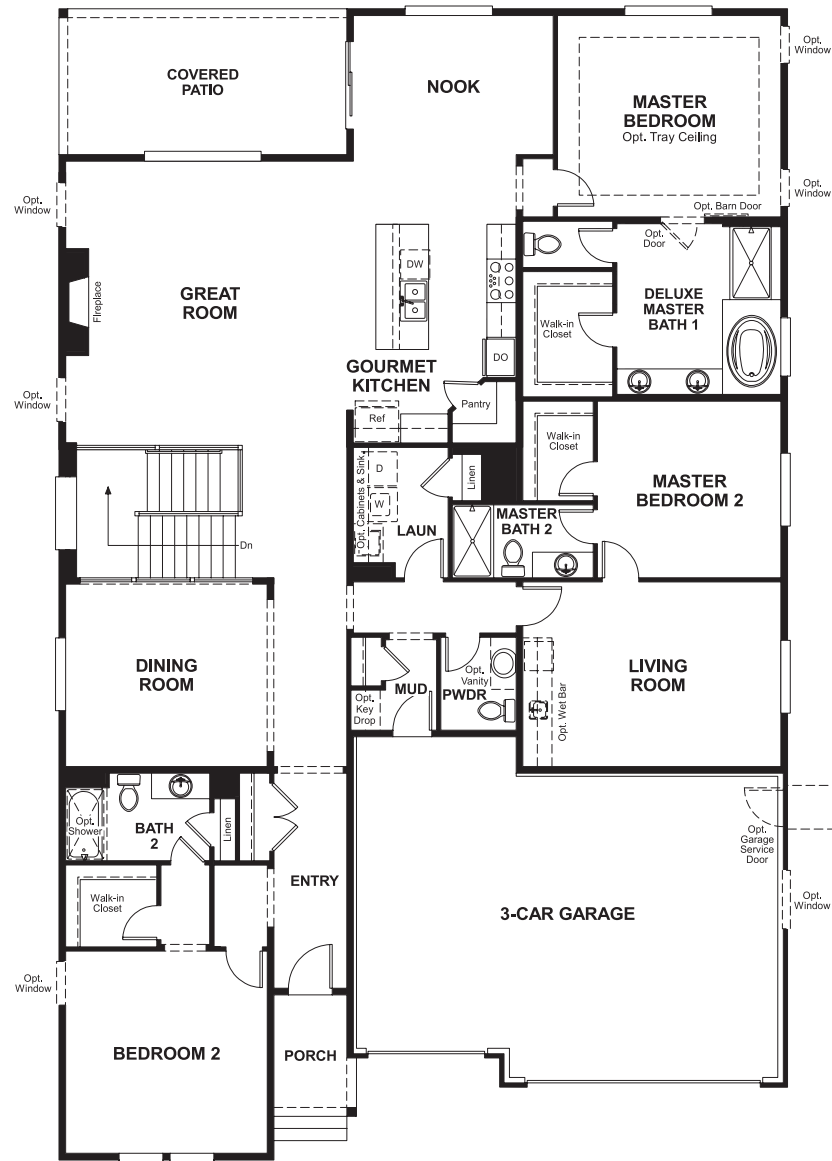 COVERED
PATIO
NOOK
MASTER
BEDROOM
Opt. Tray Ceiling
Opt.
Window
Opt.
Window
Opt. Barn Door
Opt.
Door
Opt.
Window
Fireplace
GREAT
ROOM
DW
DELUXE
MASTER
BATH 1
Walk-in
Closet
DO
GOURMET
KITCHEN
Opt.
Window
Pantry
Ref
Walk-in
Closet
MASTER
BEDROOM 2
Opt. Cabinets & Sink
D
W
Linen
LAUN
MASTER
BATH 2
Dn
DINING
ROOM
LIVING
ROOM
MUD
Opt.
Key
Drop
Opt.
Vanity
PWDR
Opt. Wet Bar
Opt.
Shower
BATH
2
Linen
Opt.
Garage
Service
Door
Walk-in
Closet
ENTRY
3-CAR GARAGE
Opt.
Window
Opt.
Window
BEDROOM 2
PORCH